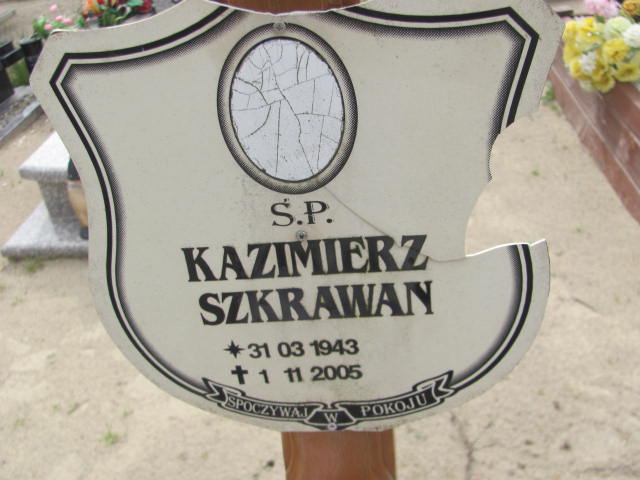 Ś.P.
KAZIMIERZ
SZKRAWAN
✶ 31 03 1943
✝ 1 11 2005
SPOCZYWAJ W POKOJU